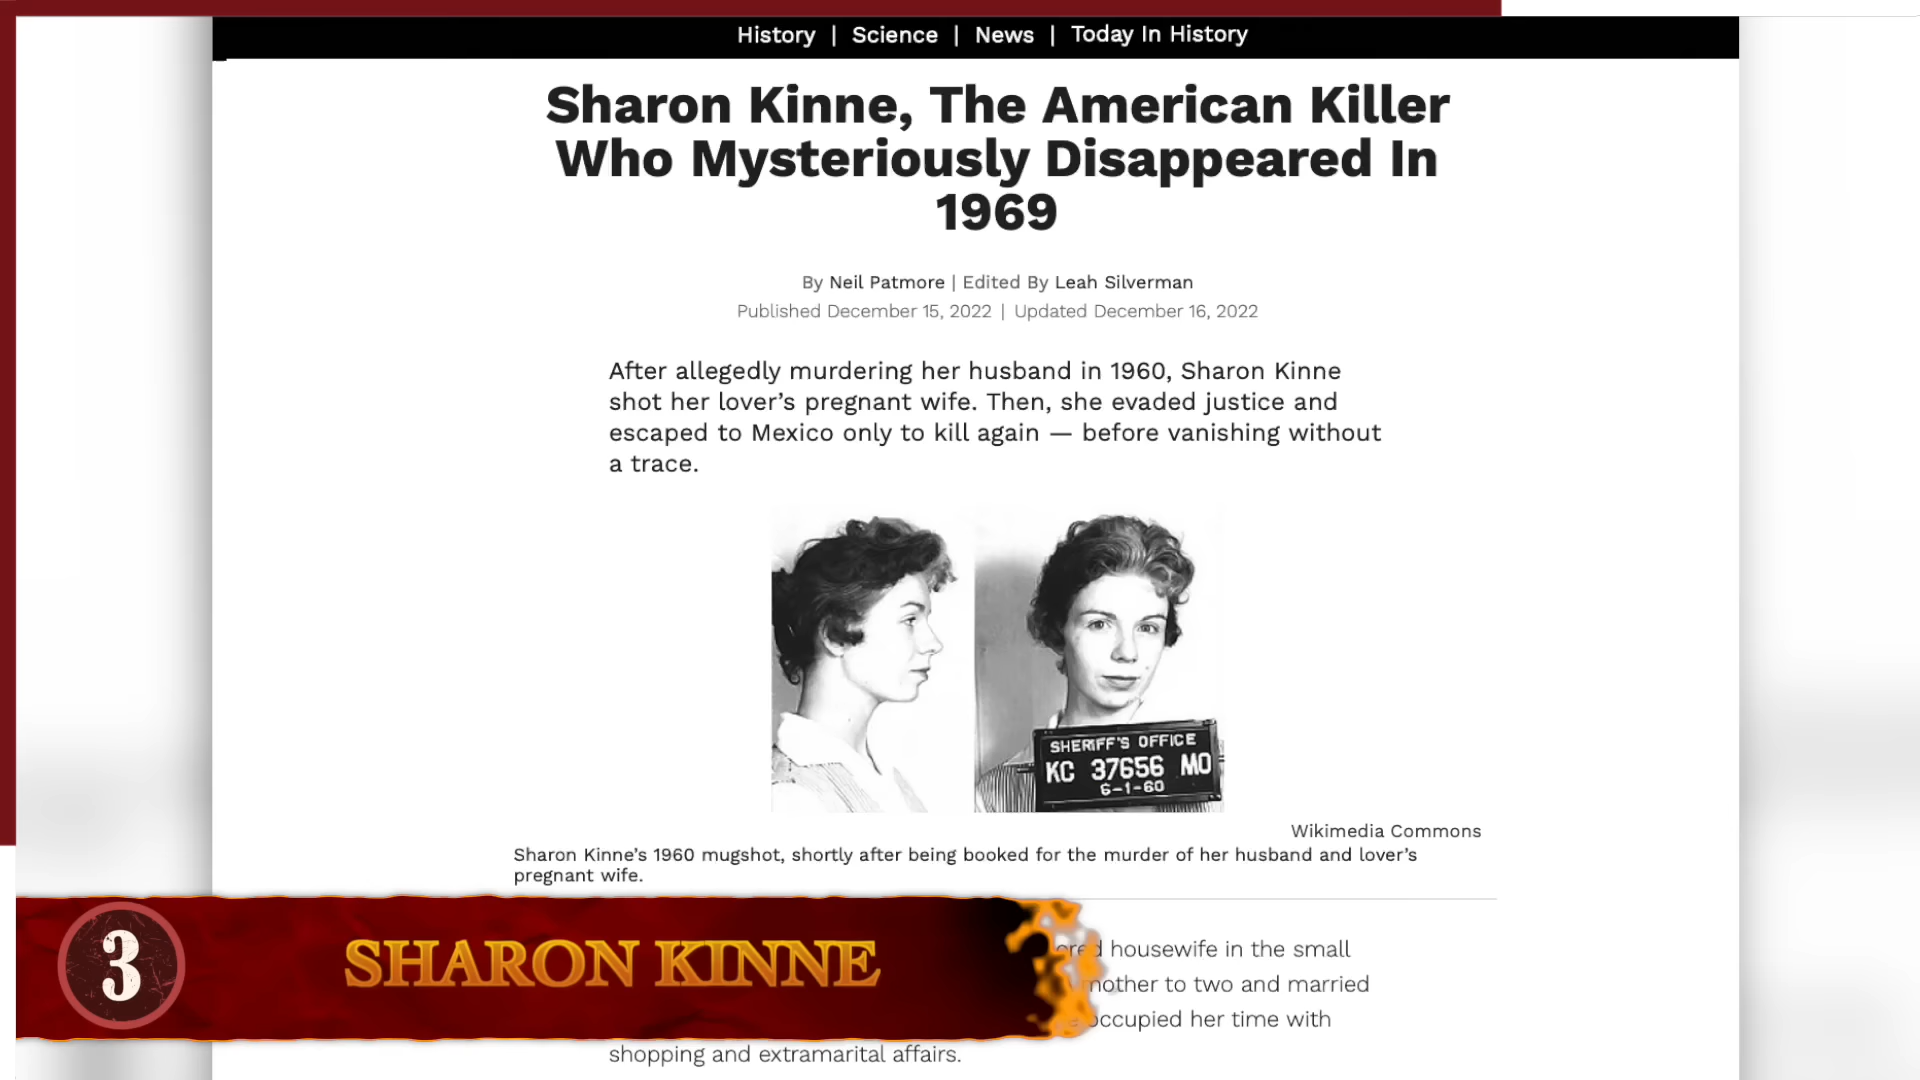 History | Science | News | Today In History
Sharon Kinne, The American Killer
Who Mysteriously Disappeared In
1969
By Neil Patmore | Edited By Leah Silverman
Published December 15, 2022 | Updated December 16, 2022
After allegedly murdering her husband in 1960, Sharon Kinne
shot her lover’s pregnant wife. Then, she evaded justice and
escaped to Mexico only to kill again — before vanishing without
a trace.
SHERIFF'S OFFICE
KC 37656 MO
6-1-60
Wikimedia Commons
Sharon Kinne’s 1960 mugshot, shortly after being booked for the murder of her husband and lover’s
pregnant wife.
3
SHARON KINNE
housewife in the small
mother to two and married
occupied her time with
shopping and extramarital affairs.